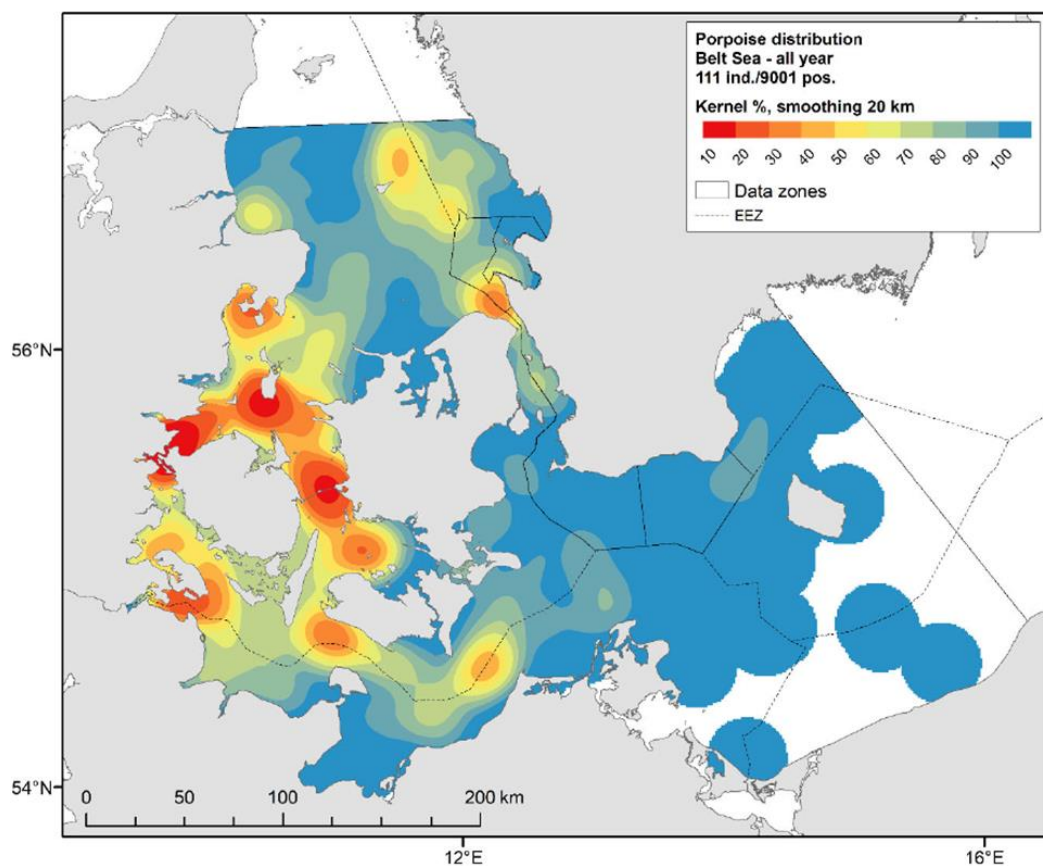 Porpoise distribution
Belt Sea - all year
111 ind./9001 pos.
Kernel %, smoothing 20 km
10 20 30 40 50 60 70 80 90 100
Data zones
EEZ
56°N
54°N
0 50 100 200 km
12°E 16°E